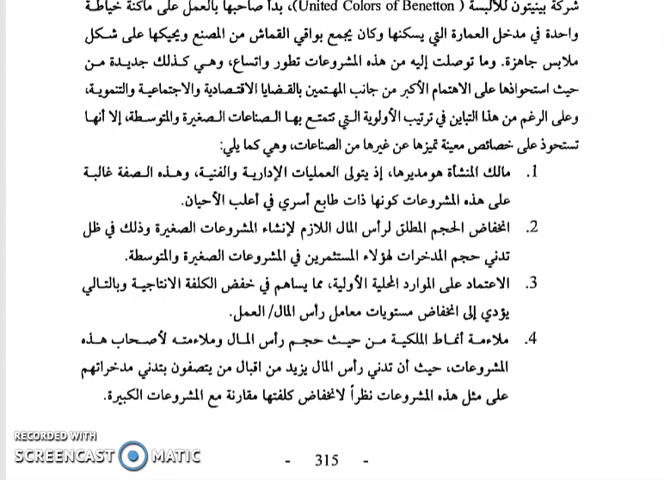 شركة بينيتون للألبسة ( United Colors of Benetton)، بدأ صاحبها بالعمل على ماكنة خياطة
واحدة في مدخل العمارة التي يسكنها وكان يجمع بواقي القماش من المصنع ويحيكها على شكل
ملابس جاهزة. وما توصلت إليه من هذه المشروعات تطور واتساع، وهي كذلك جديدة من
حيث استحواذها على الاهتمام الأكبر من جانب المهتمين بالقضايا الاقتصادية والاجتماعية والتنموية،
وعلى الرغم من هذا التباين في ترتيب الأولوية التي تتمتع بها الصناعات الصغيرة والمتوسطة، إلا أنها
تستحوذ على خصائص معينة تميزها عن غيرها من الصناعات، وهي كما يلي:
1. مالك المنشأة هومديرها، إذ يتولى العمليات الإدارية والفنية، وهذه الصفة غالبة
على هذه المشروعات كونها ذات طابع أسري في أغلب الأحيان.
2. انخفاض الحجم المطلق لرأس المال اللازم لإنشاء المشروعات الصغيرة وذلك في ظل
تدني حجم المدخرات لهؤلاء المستثمرين في المشروعات الصغيرة والمتوسطة.
3. الاعتماد على الموارد المحلية الأولية، مما يساهم في خفض الكلفة الانتاجية وبالتالي
يؤدي إلى انخفاض مستويات معامل رأس المال/ العمل.
4. ملاءمة أنماط الملكية من حيث حجم رأس المال وملاءمته لأصحاب هذه
المشروعات، حيث أن تدني رأس المال يزيد من اقبال من يتصفون بتدني مدخراتهم
على مثل هذه المشروعات نظراً لانخفاض كلفتها مقارنة مع المشروعات الكبيرة.
RECORDED WITH
SCREENCAST MATIC
- 315 -